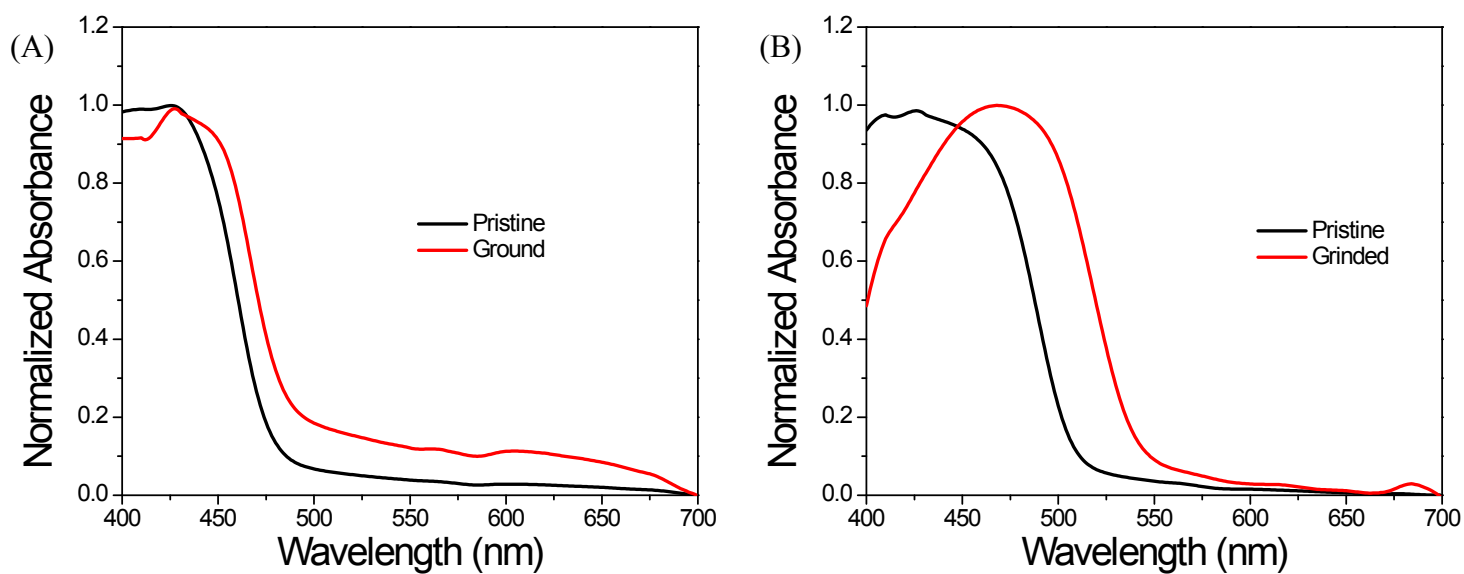 (A)
Normalized Absorbance
1.2
1.0
0.8
0.6
0.4
0.2
0.0
Pristine
Ground
400 450 500 550 600 650 700
Wavelength (nm)
(B)
Normalized Absorbance
1.2
1.0
0.8
0.6
0.4
0.2
0.0
Pristine
Grinded
400 450 500 550 600 650 700
Wavelength (nm)